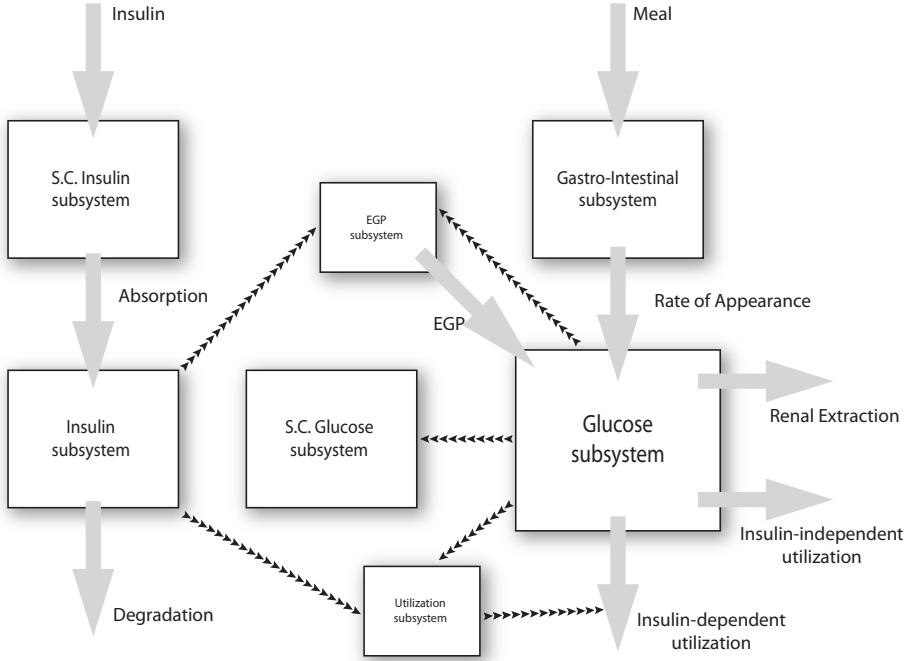 Insulin
Meal
S.C. Insulin
subsystem
Gastro-Intestinal
subsystem
EGP
subsystem
Absorption
Rate of Appearance
EGP
Insulin
subsystem
S.C. Glucose
subsystem
Glucose
subsystem
Renal Extraction
Insulin-independent
utilization
Degradation
Utilization
subsystem
Insulin-dependent
utilization